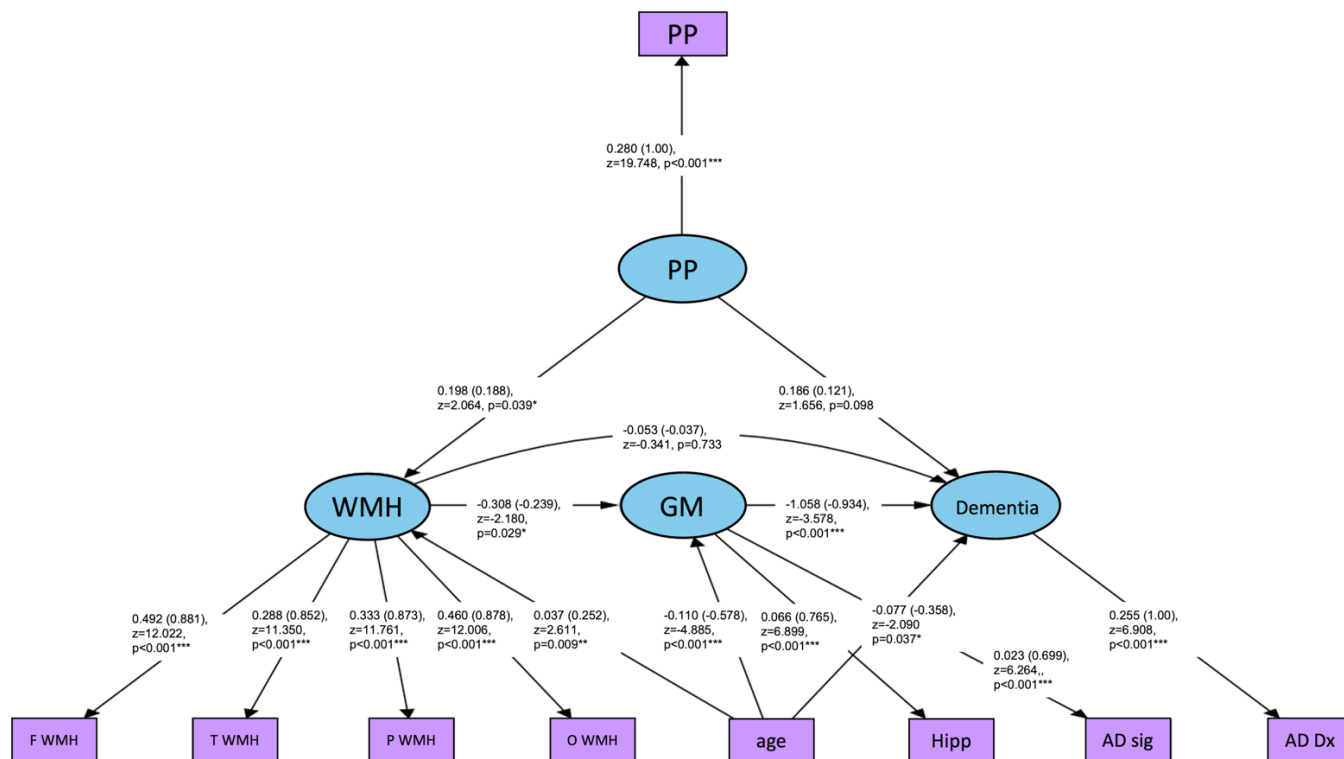 PP
0.280 (1.00),
z=19.748, p<0.001***
PP
0.198 (0.188),
z=2.064, p=0.039*
0.186 (0.121),
z=1.656, p=0.098
-0.053 (-0.037),
z=-0.341, p=0.733
WMH
-0.308 (-0.239),
z=-2.180,
p=0.029*
GM
-1.058 (-0.934),
z=-3.578,
p<0.001***
Dementia
0.492 (0.881),
z=12.022,
p<0.001***
0.288 (0.852),
z=11.350,
p<0.001***
0.333 (0.873),
z=11.761,
p<0.001***
0.460 (0.878),
z=12.006,
p<0.001***
0.037 (0.252),
z=2.611,
p=0.009**
-0.110 (-0.578),
z=-4.885,
p<0.001***
0.066 (0.765),
z=6.899,
p<0.001***
-0.077 (-0.358),
z=-2.090
p=0.037*
0.255 (1.00),
z=6.908,
p<0.001***
0.023 (0.699),
z=6.264,,
p<0.001***
F WMH
T WMH
P WMH
O WMH
age
Hipp
AD sig
AD Dx